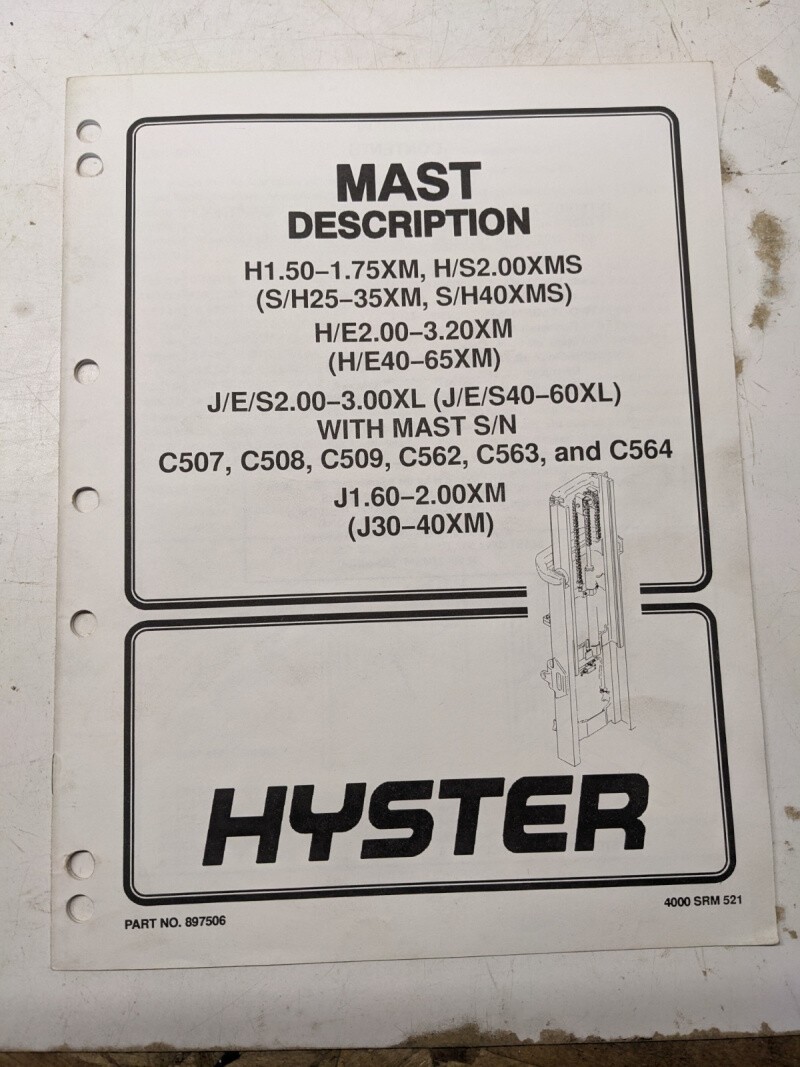 MAST
DESCRIPTION
H1.50–1.75XM, H/S2.00XMS
(S/H25–35XM, S/H40XMS)
H/E2.00–3.20XM
(H/E40–65XM)
J/E/S2.00–3.00XL (J/E/S40–60XL)
WITH MAST S/N
C507, C508, C509, C562, C563, and C564
J1.60–2.00XM
(J30–40XM)
HYSTER
PART NO. 897506
4000 SRM 521